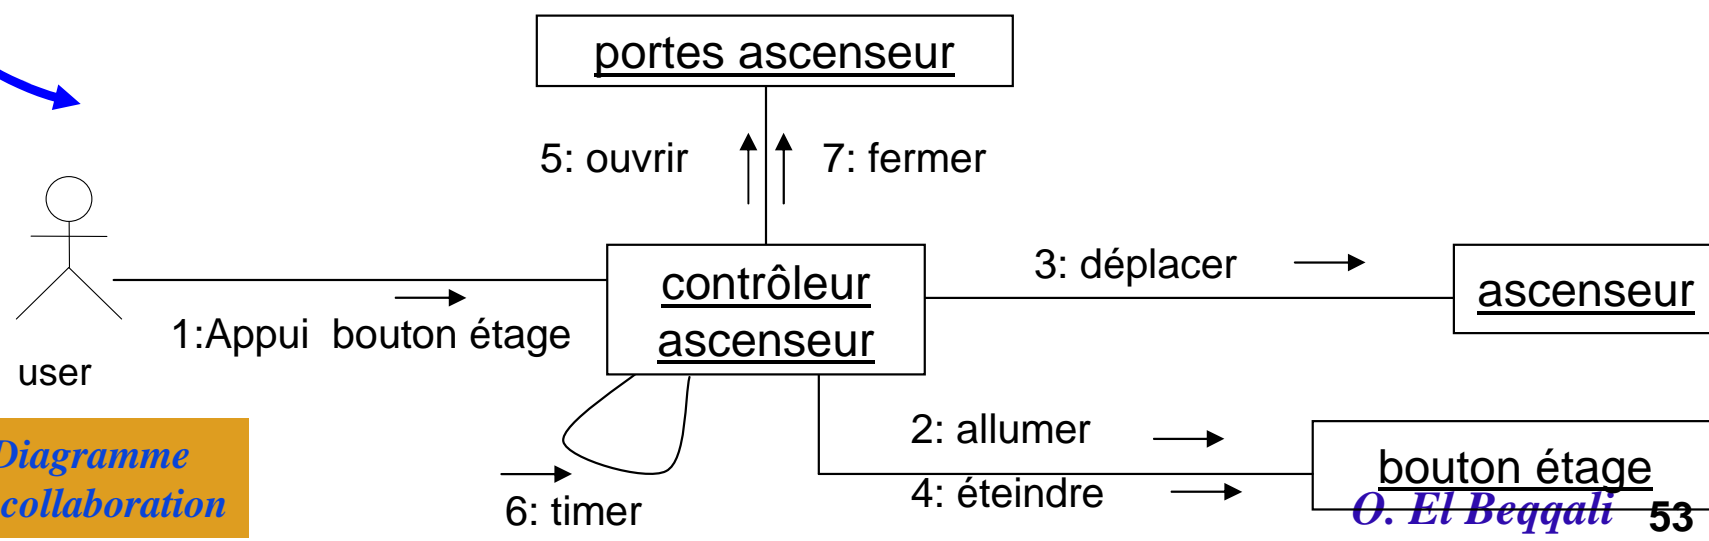 portes ascenseur
5: ouvrir
7: fermer
contrôleur
ascenseur
3: déplacer
ascenseur
1:Appui bouton étage
user
2: allumer
4: éteindre
bouton étage
6: timer
Diagramme
collaboration
O. El Beqqali 53